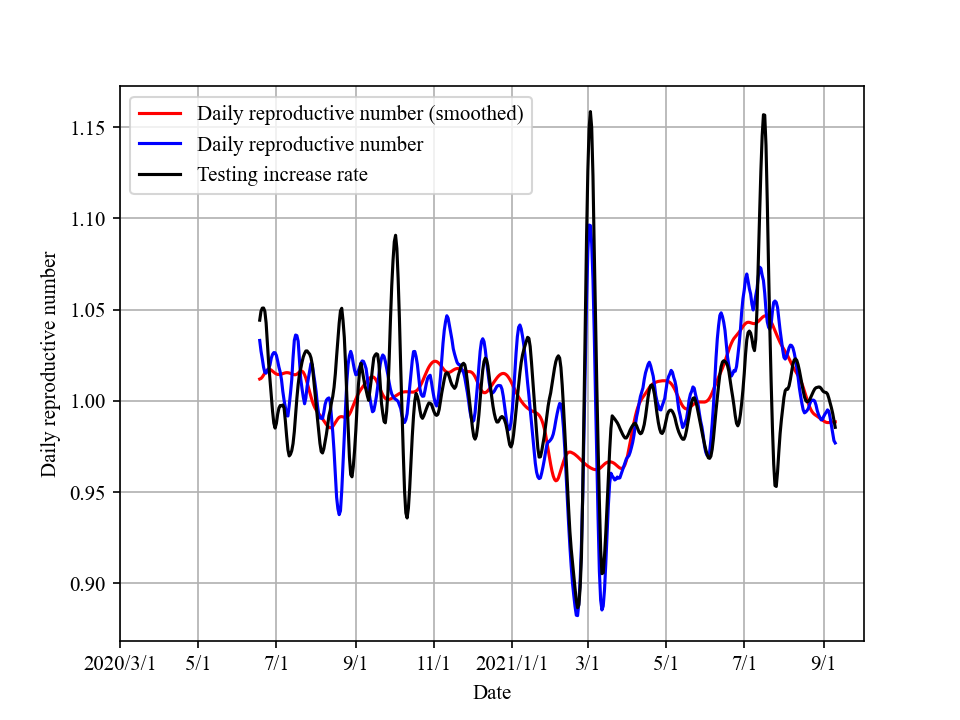 Daily reproductive number (smoothed)
Daily reproductive number
Testing increase rate
Daily reproductive number
1.15
1.10
1.05
1.00
0.95
0.90
2020/3/1 5/1 7/1 9/1 11/1 2021/1/1 3/1 5/1 7/1 9/1
Date